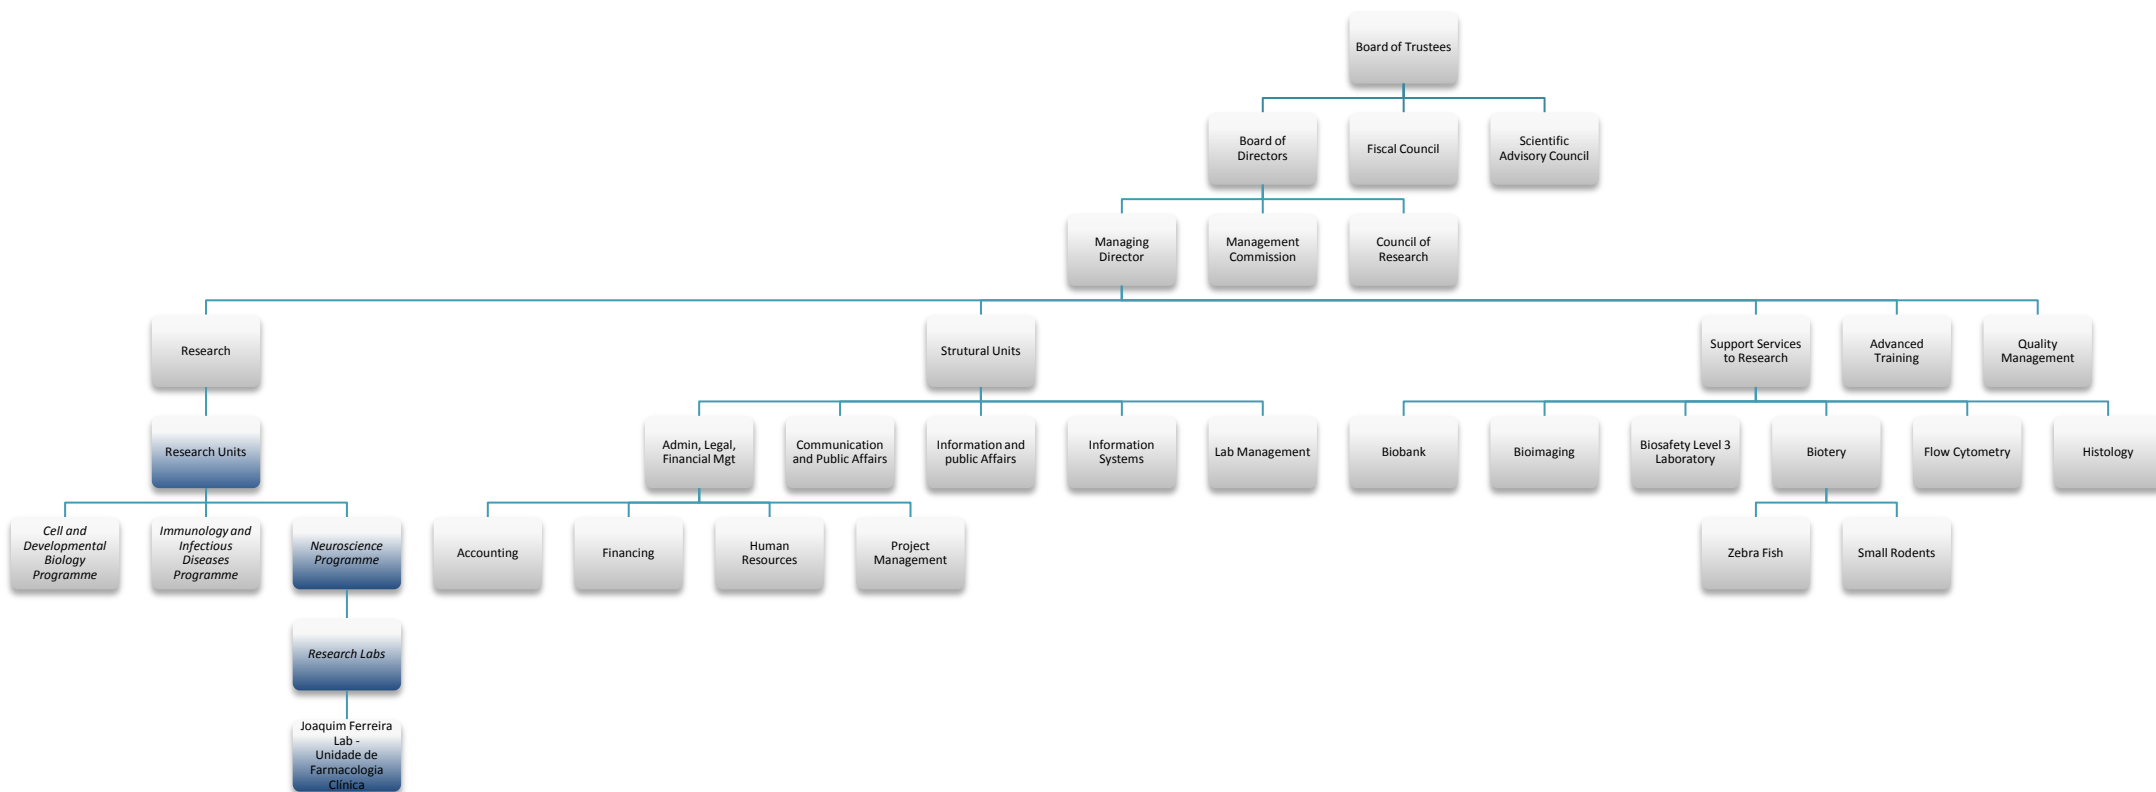 Board of Trustees
Board of
Directors
Fiscal Council
Scientific
Advisory Council
Managing
Director
Management
Commission
Council of
Research
Research
Strutural Units
Support Services
to Research
Advanced
Training
Quality
Management
Research Units
Admin, Legal,
Financial Mgt
Communication
and Public Affairs
Information and
public Affairs
Information
Systems
Lab Management
Biobank
Bioimaging
Biosafety Level 3
Laboratory
Biotery
Flow Cytometry
Histology
Cell and
Developmental
Biology
Programme
Immunology and
Infectious
Diseases
Programme
Neuroscience
Programme
Accounting
Financing
Human
Resources
Project
Management
Zebra Fish
Small Rodents
Research Labs
Joaquim Ferreira
Lab -
Unidade de
Farmacologia
Clínica